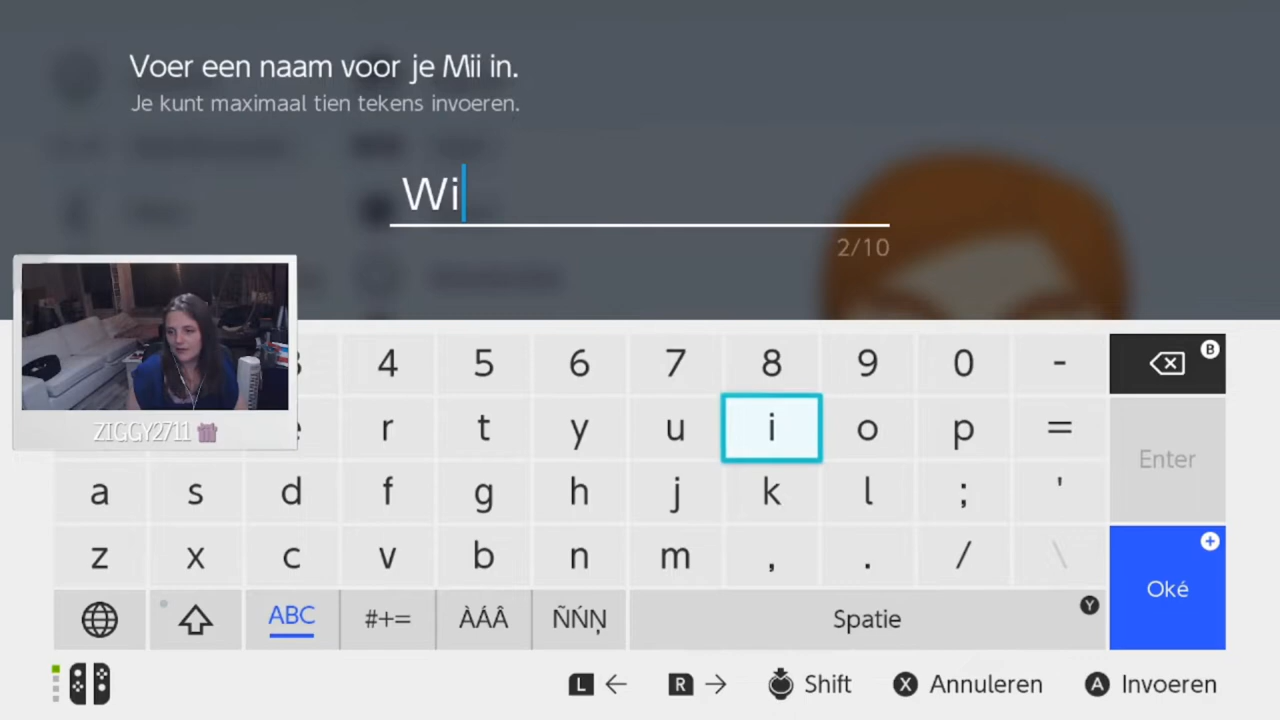 Voer een naam voor je Mii in.
Je kunt maximaal tien tekens invoeren.
Wi
2/10
ZIGGY2711
4 5 6 7 8 9 0 - B
r t y u i o p = Enter
a s d f g h j k l ; '
z x c v b n m , . / \ Oké +
ABC #+= ÀÁÂ ÑŃŅ Spatie Y
L ← R → Shift X Annuleren A Invoeren